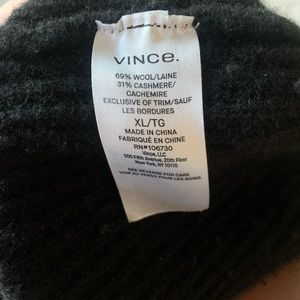 VINCE.
69% WOOL/LAINE
31% CASHMERE/
CACHEMIRE
EXCLUSIVE OF TRIM/SAUF
LES BORDURES
XL/TG
MADE IN CHINA
FABRIQUÉ EN CHINE
RN#106730
Vince, LLC
500 Fifth Avenue, 20th Floor
New York, NY 10110
SEE REVERSE FOR CARE
VOIR AU VERSO POUR LES SOINS